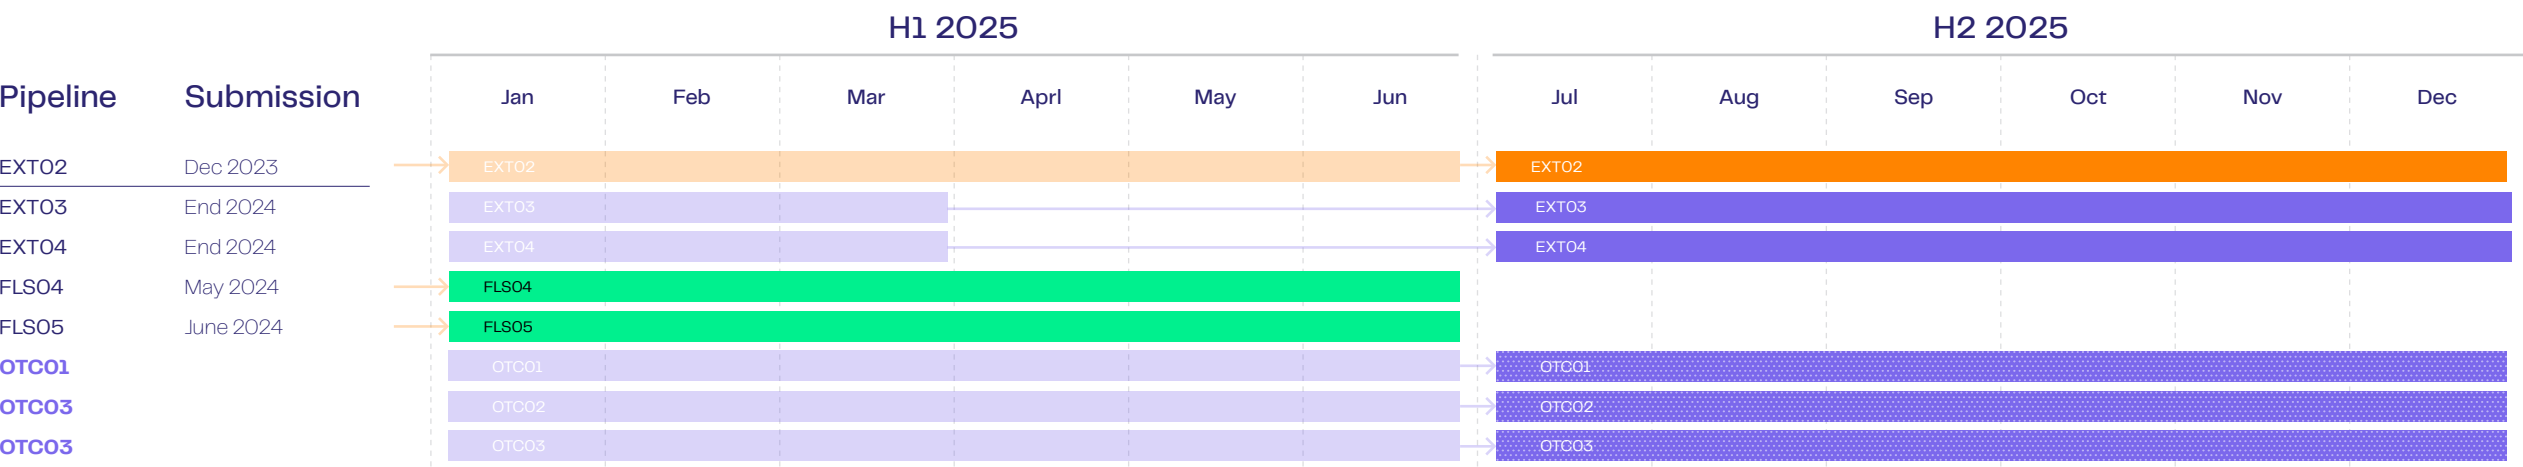 H1 2025 H2 2025
Pipeline Submission Jan Feb Mar Aprl May Jun Jul Aug Sep Oct Nov Dec
EXT02 Dec 2023 EXT02 EXT02
EXT03 End 2024 EXT03 EXT03
EXT04 End 2024 EXT04 EXT04
FLS04 May 2024 FLS04
FLS05 June 2024 FLS05
OTC01 OTC01 OTC01
OTC03 OTC02 OTC02
OTC03 OTC03 OTC03